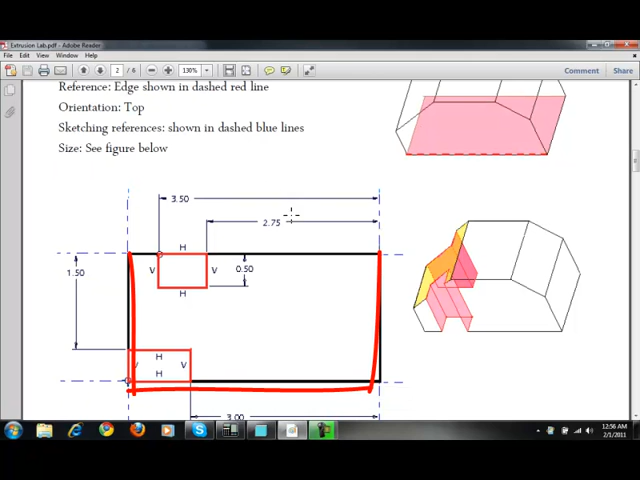 Extrusion Lab.pdf - Adobe Reader
File Edit View Window Help
2 / 6 130% Comment Share
Reference: Edge shown in dashed red line
Orientation: Top
Sketching references: shown in dashed blue lines
Size: See figure below
3.50
2.75
H
1.50 V V 0.50
H
H
V V
H
3.00
12:56 AM
2/1/2011